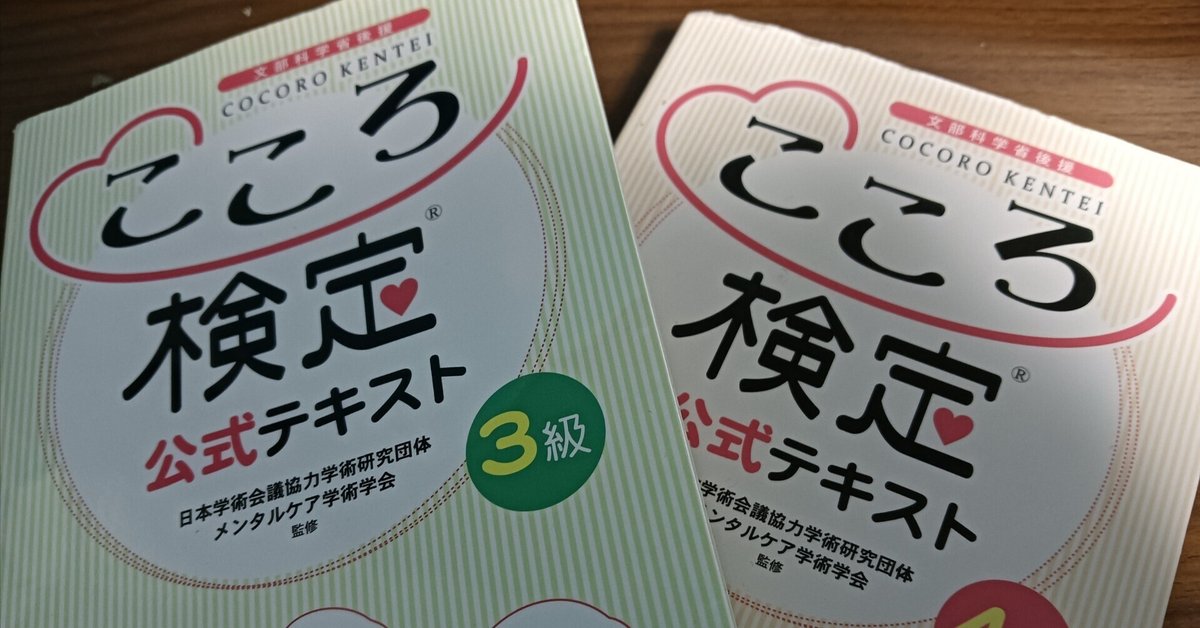 文部科学省後援
COCORO KENTEI
こころ
検定®
公式テキスト
3級
日本学術会議協力学術研究団体
メンタルケア学術学会
監修
文部科学省後援
COCORO KENTEI
こころ
検定®
公式テキスト
学術会議協力学術研究団体
ンタルケア学術学会
監修